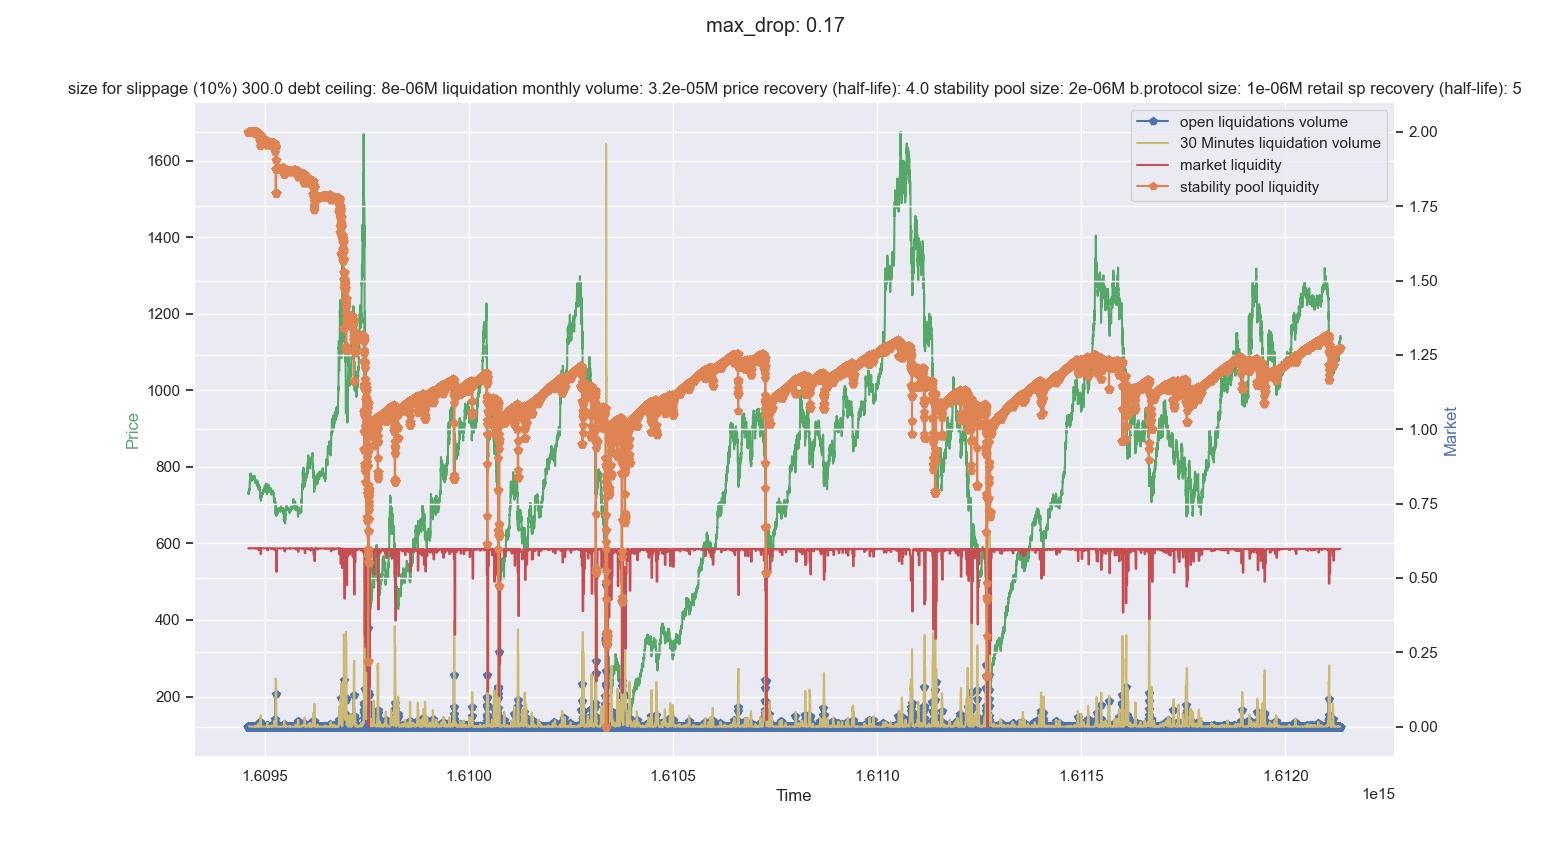 max_drop: 0.17
size for slippage (10%) 300.0 debt ceiling: 8e-06M liquidation monthly volume: 3.2e-05M price recovery (half-life): 4.0 stability pool size: 2e-06M b.protocol size: 1e-06M retail sp recovery (half-life): 5
open liquidations volume
30 Minutes liquidation volume
market liquidity
stability pool liquidity
1600
1400
1200
1000
800
600
400
200
Price
2.00
1.75
1.50
1.25
1.00
0.75
0.50
0.25
0.00
Market
1.6095
1.6100
1.6105
1.6110
1.6115
1.6120
1e15
Time